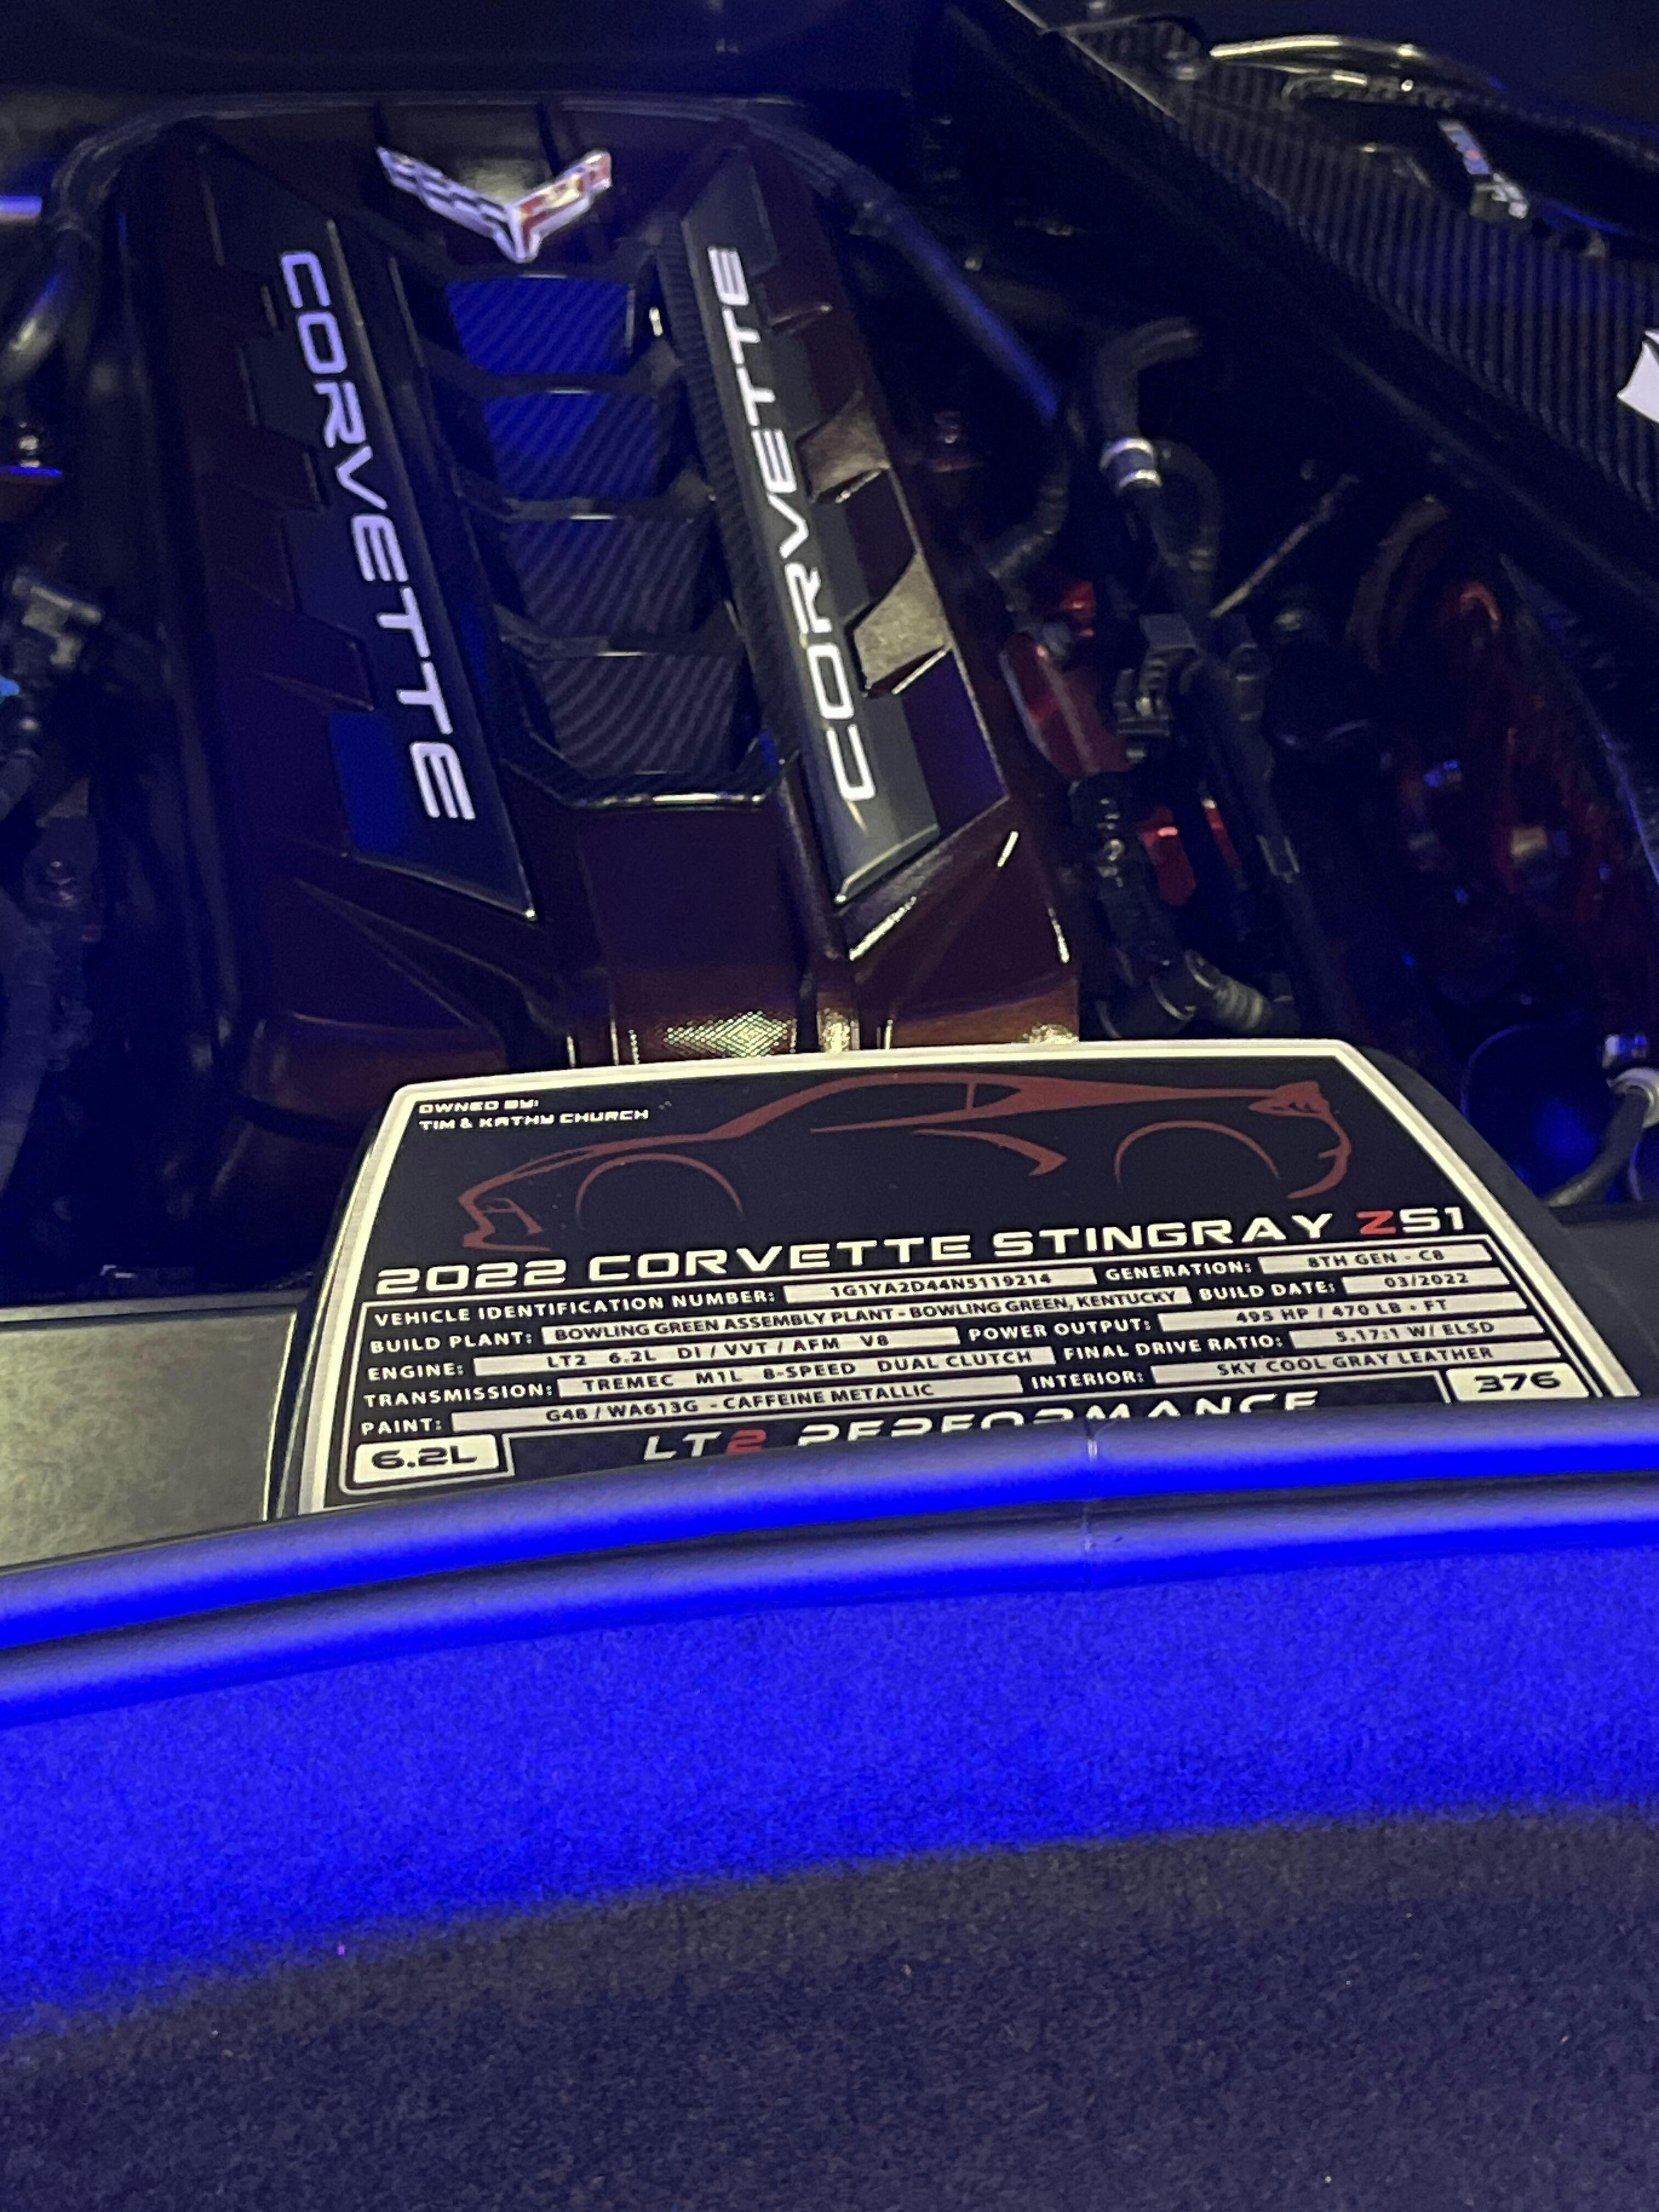 CORVETTE
CORVETTE
OWNED BY:
TIM & KATHY CHURCH
2022 CORVETTE STINGRAY Z51
VEHICLE IDENTIFICATION NUMBER: 1G1YA2D44N5119214 GENERATION: 8TH GEN - C8
BUILD PLANT: BOWLING GREEN ASSEMBLY PLANT - BOWLING GREEN, KENTUCKY BUILD DATE: 03/2022
ENGINE: LT2 6.2L DI / VVT / AFM V8 POWER OUTPUT: 495 HP / 470 LB - FT
TRANSMISSION: TREMEC M1L 8-SPEED DUAL CLUTCH FINAL DRIVE RATIO: 5.17:1 W/ ELSD
PAINT: G48 / WA613G - CAFFEINE METALLIC INTERIOR: SKY COOL GRAY LEATHER
6.2L LT2 PERFORMANCE 376